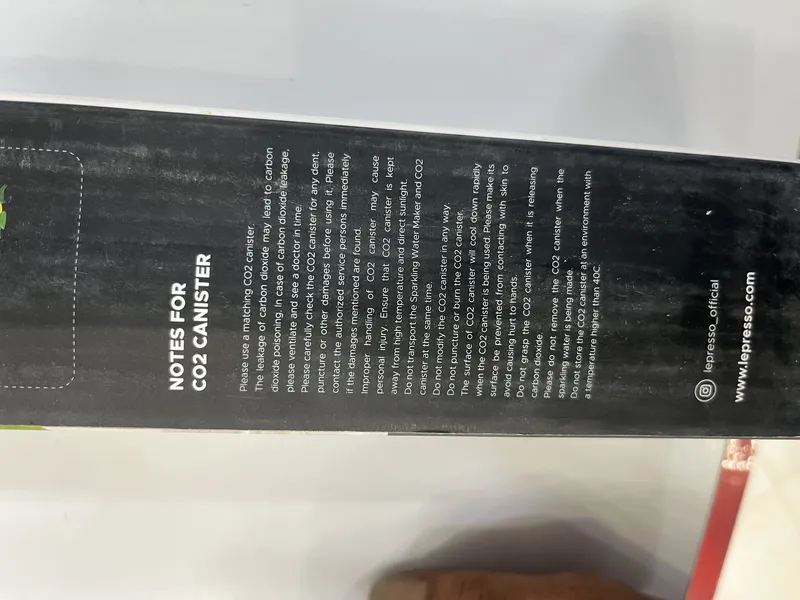 NOTES FOR
CO2 CANISTER
Please use a matching CO2 canister.
The leakage of carbon dioxide may lead to carbon
dioxide poisoning. In case of carbon dioxide leakage,
please ventilate and see a doctor in time.
Please carefully check the CO2 canister for any dent,
puncture or other damages before using it. Please
contact the authorized service persons immediately
if the damages mentioned are found.
Improper handling of CO2 canister may cause
personal injury. Ensure that CO2 canister is kept
away from high temperature and direct sunlight.
Do not transport the Sparkling Water Maker and CO2
canister at the same time.
Do not modify the CO2 canister in any way.
Do not puncture or burn the CO2 canister.
The surface of CO2 canister will cool down rapidly
when the CO2 canister is being used. Please make its
surface be prevented from contacting with skin to
avoid causing hurt to hands.
Do not grasp the CO2 canister when it is releasing
carbon dioxide.
Please do not remove the CO2 canister when the
sparkling water is being made.
Do not store the CO2 canister at an environment with
a temperature higher than 40C.
lepresso_official
www.lepresso.com